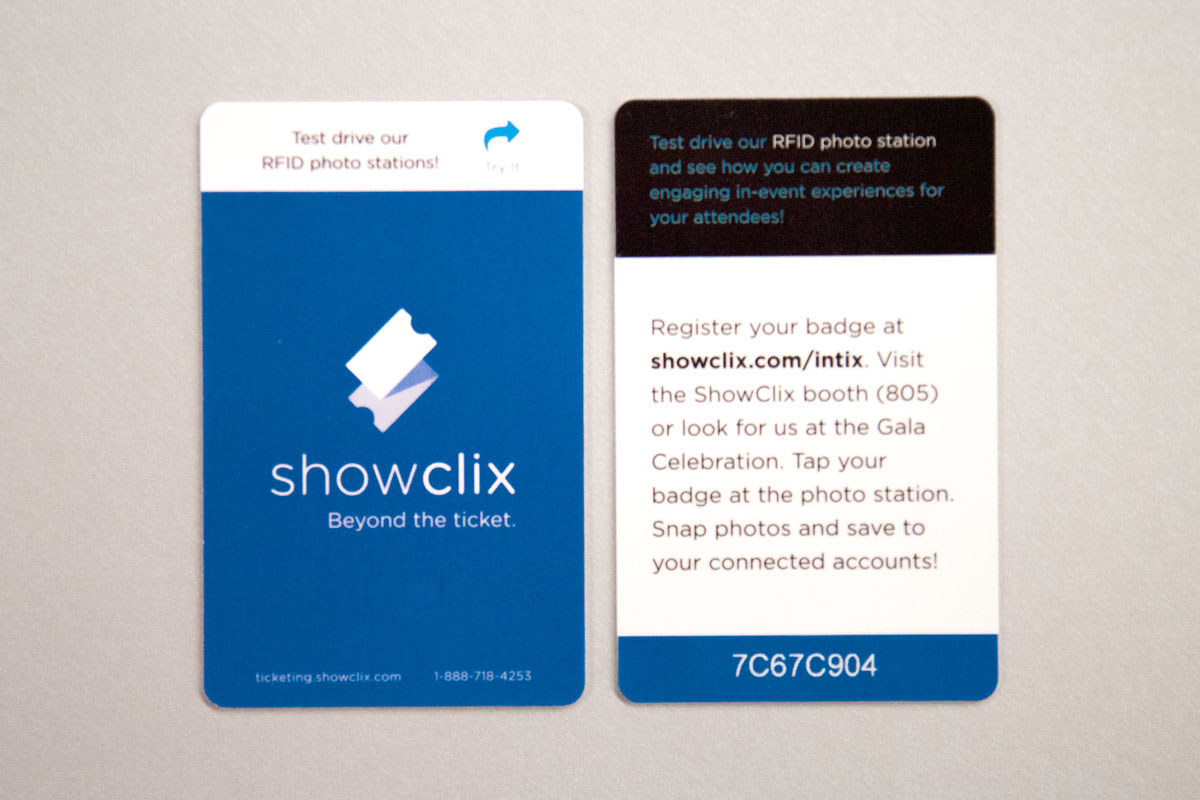 Test drive our
RFID photo stations!
Try It
showclix
Beyond the ticket.
ticketing.showclix.com 1-888-718-4253
Test drive our RFID photo station
and see how you can create
engaging in-event experiences for
your attendees!
Register your badge at
showclix.com/intix. Visit
the ShowClix booth (805)
or look for us at the Gala
Celebration. Tap your
badge at the photo station.
Snap photos and save to
your connected accounts!
7C67C904